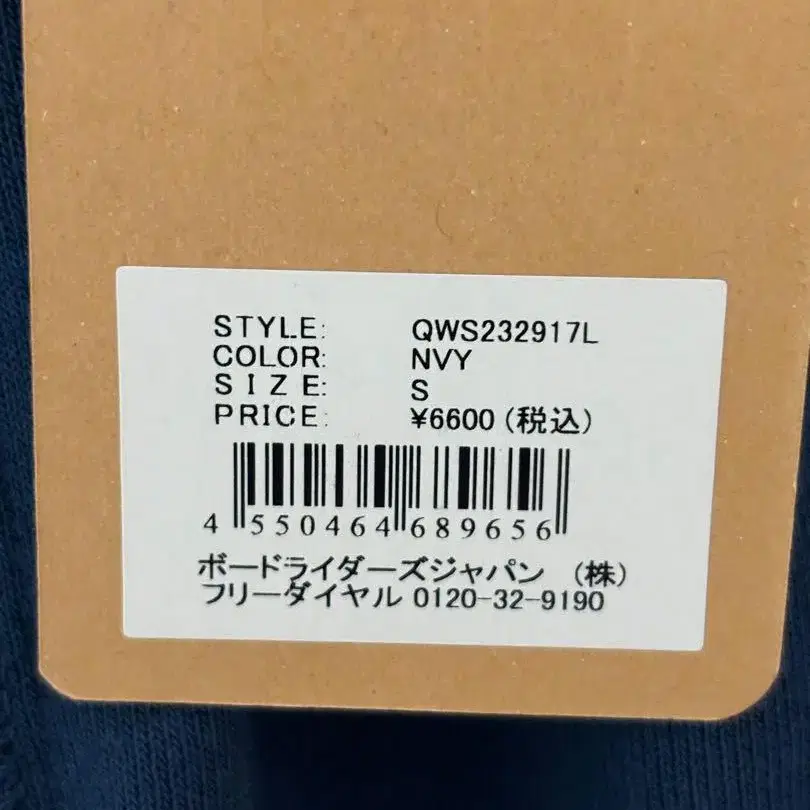 STYLE: QWS232917L
COLOR: NVY
SIZE: S
PRICE: ¥6600(税込)
4 550464 689656
ボードライダーズジャパン (株)
フリーダイヤル 0120-32-9190